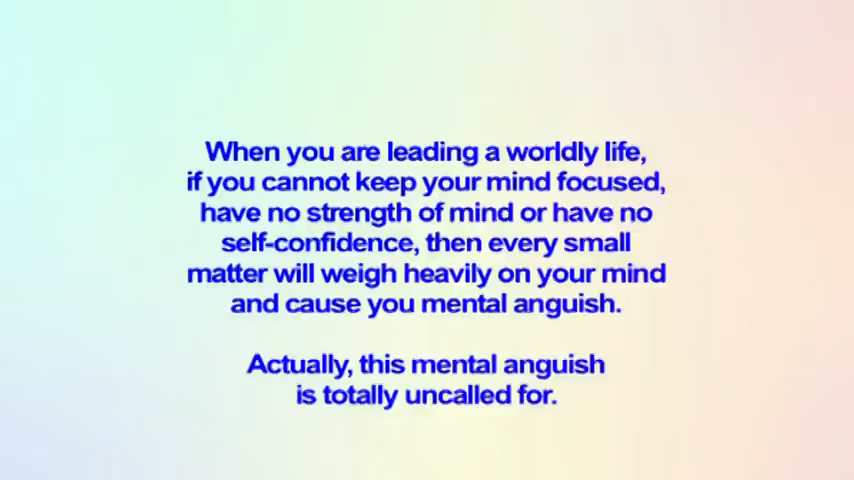 When you are leading a worldly life,
if you cannot keep your mind focused,
have no strength of mind or have no
self-confidence, then every small
matter will weigh heavily on your mind
and cause you mental anguish.
Actually, this mental anguish
is totally uncalled for.